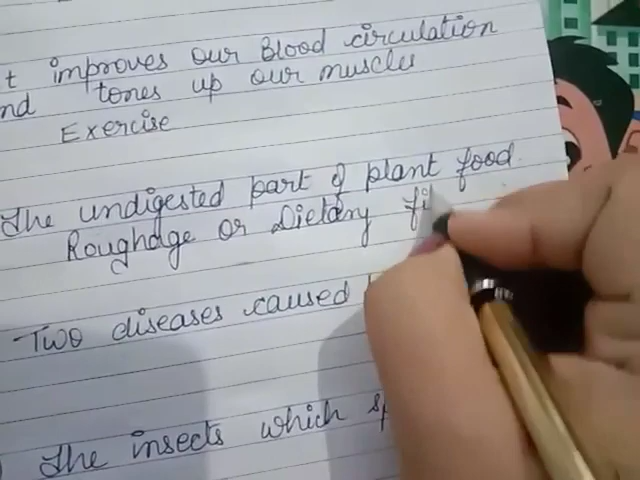 t improves our Blood circulation
nd tones up our muscles
Exercise
The undigested part of plant food
Roughage or Dietary fi
Two diseases caused
The insects which sp